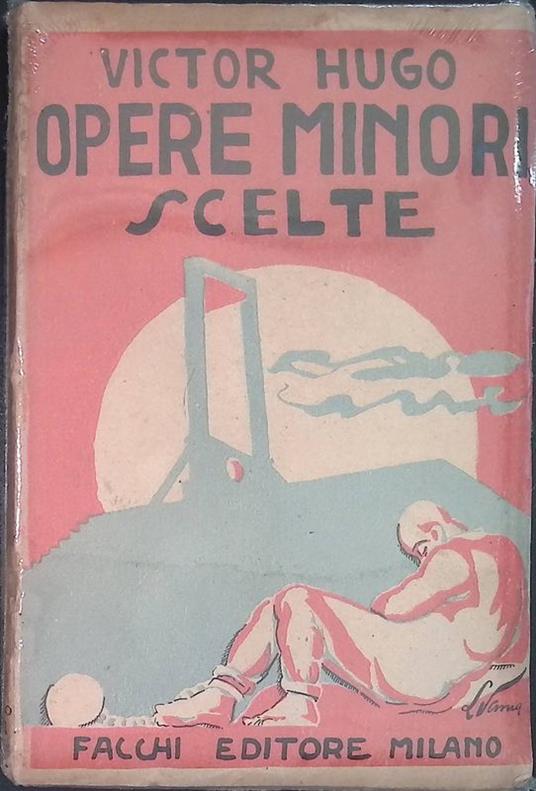 VICTOR HUGO
OPERE MINORI
SCELTE
FACCHI EDITORE MILANO